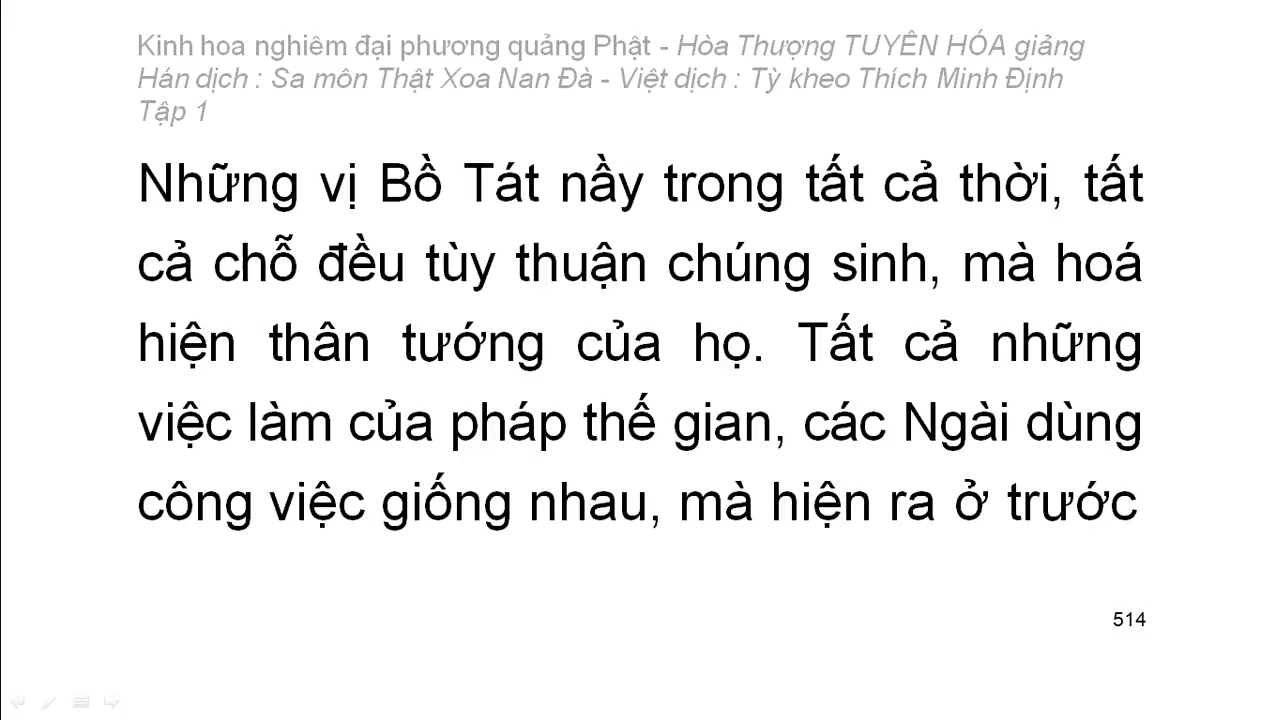 Kinh hoa nghiêm đại phương quảng Phật - Hòa Thượng TUYÊN HÓA giảng
Hán dịch : Sa môn Thật Xoa Nan Đà - Việt dịch : Tỳ kheo Thích Minh Định
Tập 1
Những vị Bồ Tát nầy trong tất cả thời, tất
cả chỗ đều tùy thuận chúng sinh, mà hoá
hiện thân tướng của họ. Tất cả những
việc làm của pháp thế gian, các Ngài dùng
công việc giống nhau, mà hiện ra ở trước
514